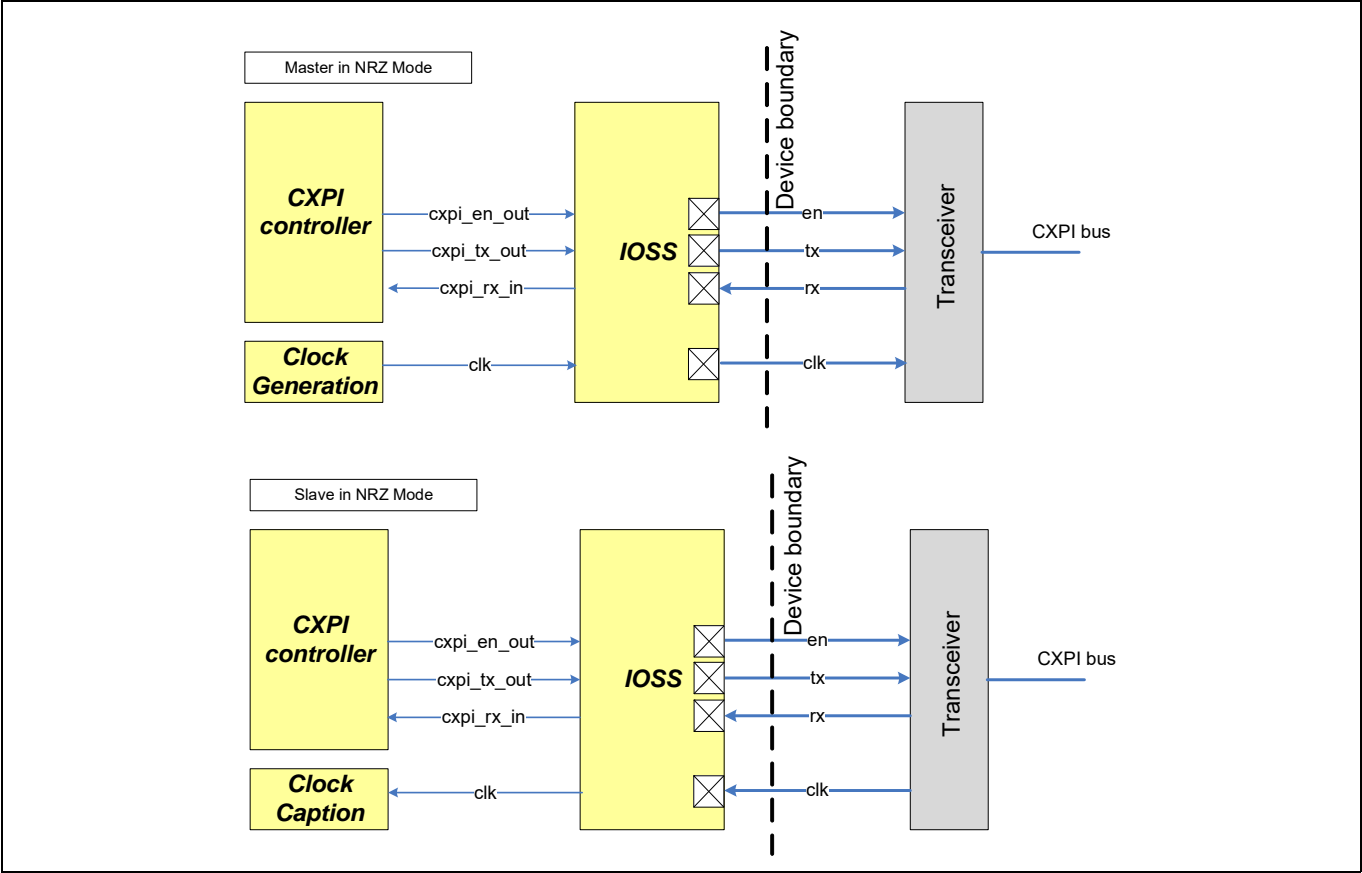 Master in NRZ Mode
Device boundary
CXPI
controller
cxpi_en_out
cxpi_tx_out
cxpi_rx_in
IOSS
en
tx
rx
Transceiver
CXPI bus
Clock
Generation
clk
clk
Slave in NRZ Mode
Device boundary
CXPI
controller
cxpi_en_out
cxpi_tx_out
cxpi_rx_in
IOSS
en
tx
rx
Transceiver
CXPI bus
Clock
Caption
clk
clk